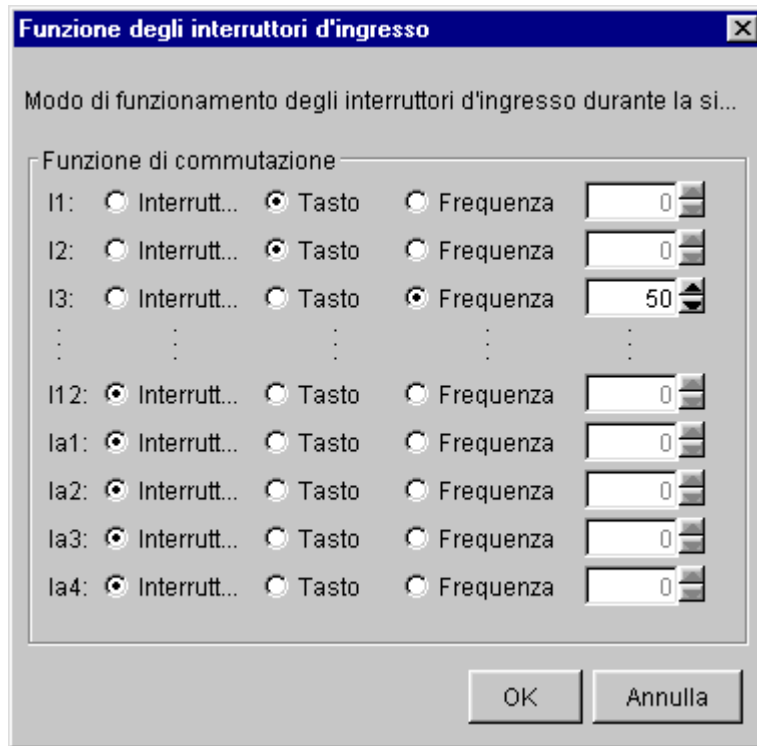 Funzione degli interruttori d'ingresso
Modo di funzionamento degli interruttori d'ingresso durante la si...
Funzione di commutazione
I1: Interrutt... Tasto Frequenza 0
I2: Interrutt... Tasto Frequenza 0
I3: Interrutt... Tasto Frequenza 50
I12: Interrutt... Tasto Frequenza 0
Ia1: Interrutt... Tasto Frequenza 0
Ia2: Interrutt... Tasto Frequenza 0
Ia3: Interrutt... Tasto Frequenza 0
Ia4: Interrutt... Tasto Frequenza 0
OK Annulla